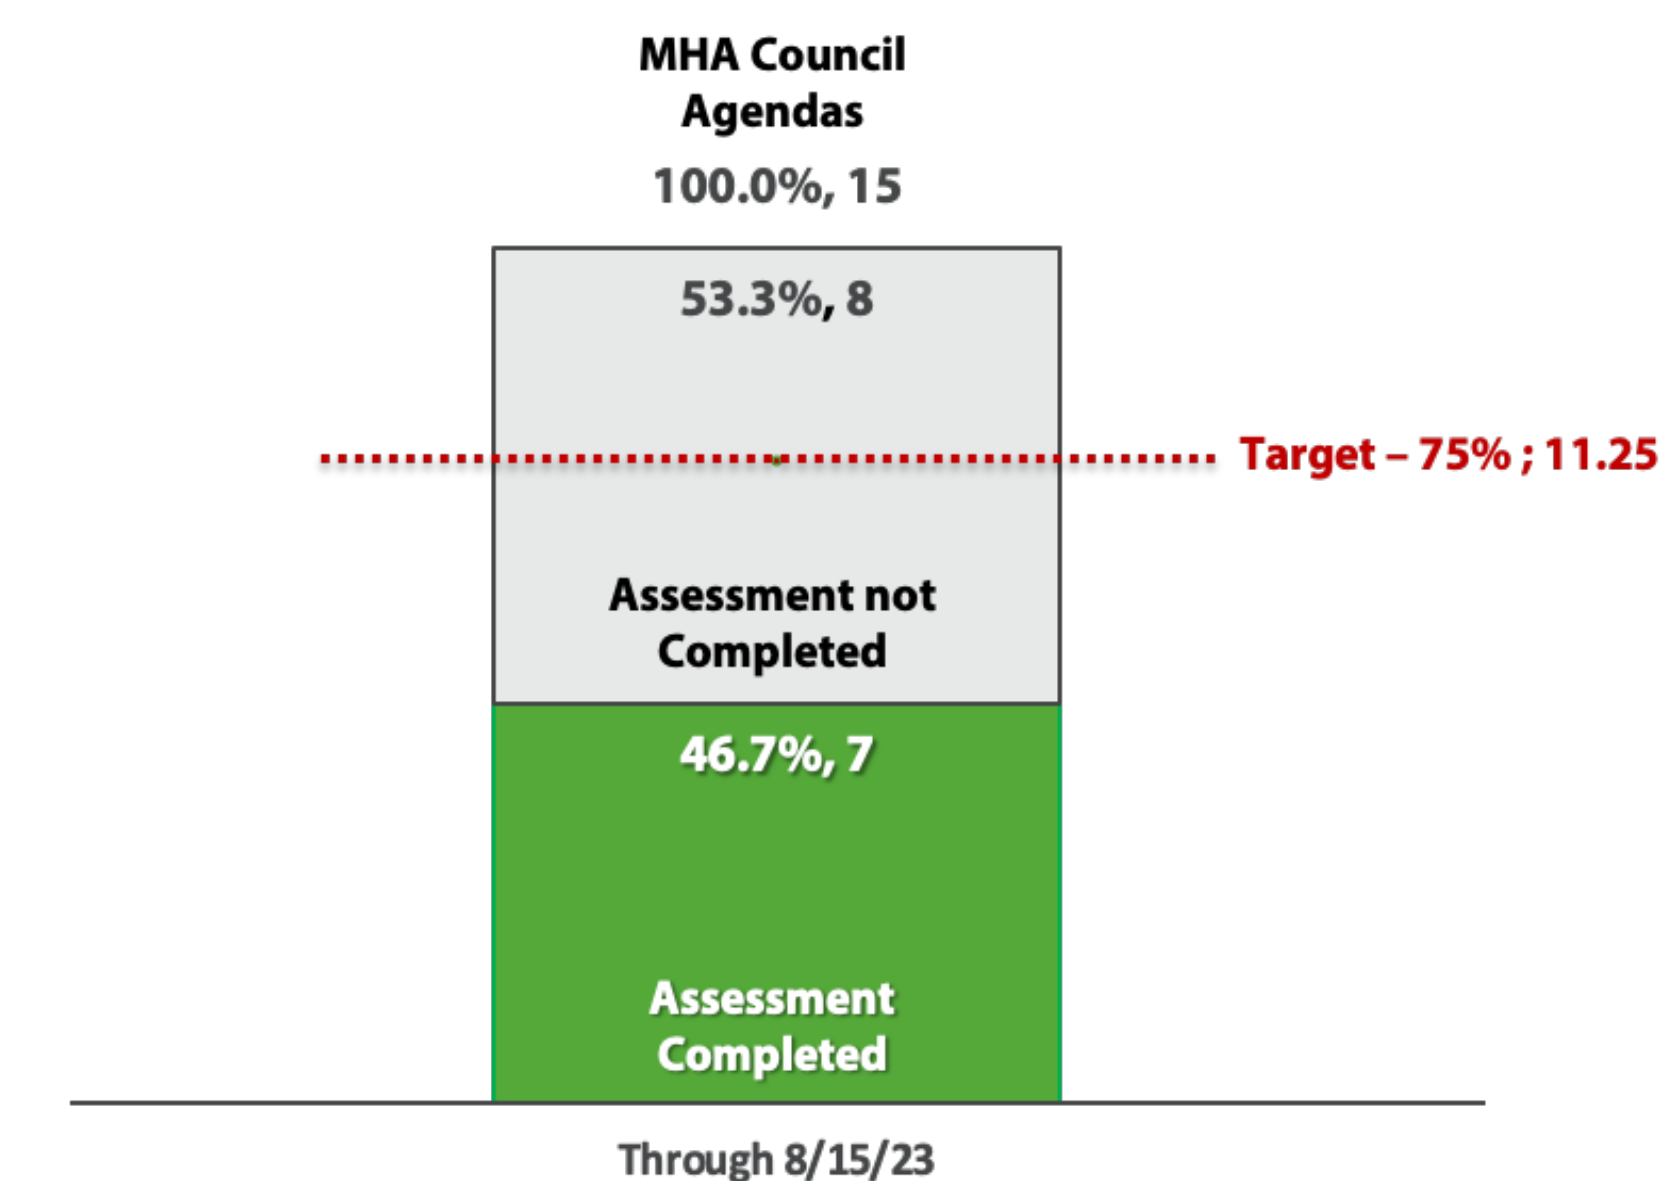 MHA Council
Agendas
100.0%, 15
53.3%, 8
Target – 75% ; 11.25
Assessment not
Completed
46.7%, 7
Assessment
Completed
Through 8/15/23